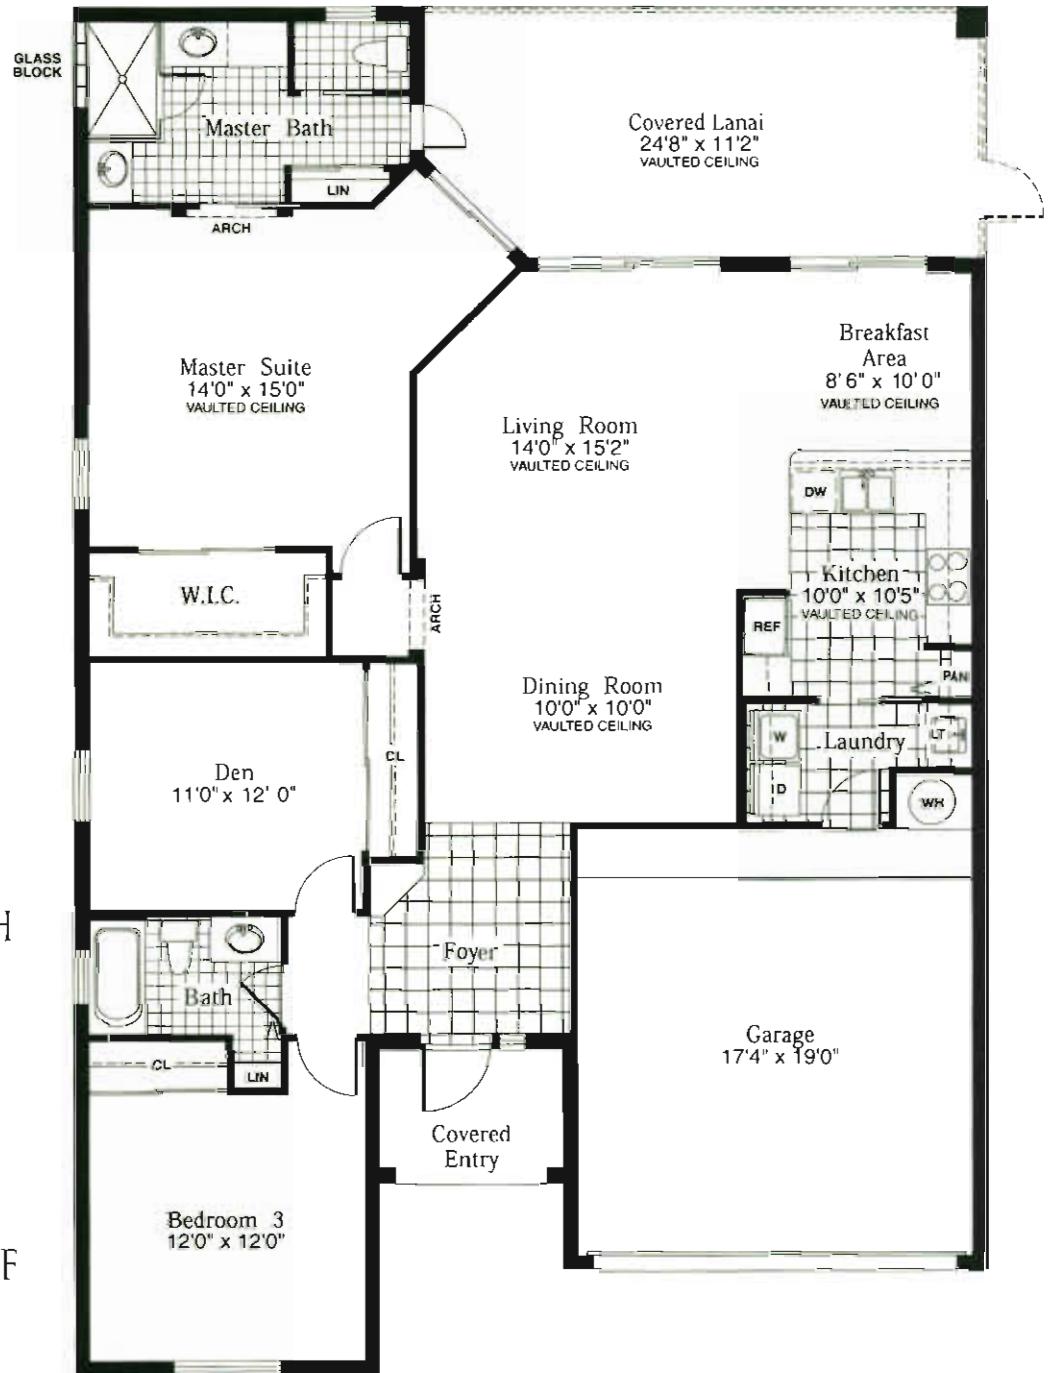 GLASS
BLOCK
Master Bath
LIN
ARCH
Covered Lanai
24'8" x 11'2"
VAULTED CEILING
Master Suite
14'0" x 15'0"
VAULTED CEILING
Breakfast
Area
8'6" x 10'0"
VAULTED CEILING
Living Room
14'0" x 15'2"
VAULTED CEILING
DW
Kitchen
10'0" x 10'5"
VAULTED CEILING
W.I.C.
ARCH
REF
PAN
Dining Room
10'0" x 10'0"
VAULTED CEILING
W
Laundry
LT
D
WH
Den
11'0" x 12'0"
CL
H
Foyer
Bath
CL
LIN
Garage
17'4" x 19'0"
Covered
Entry
Bedroom 3
12'0" x 12'0"
F